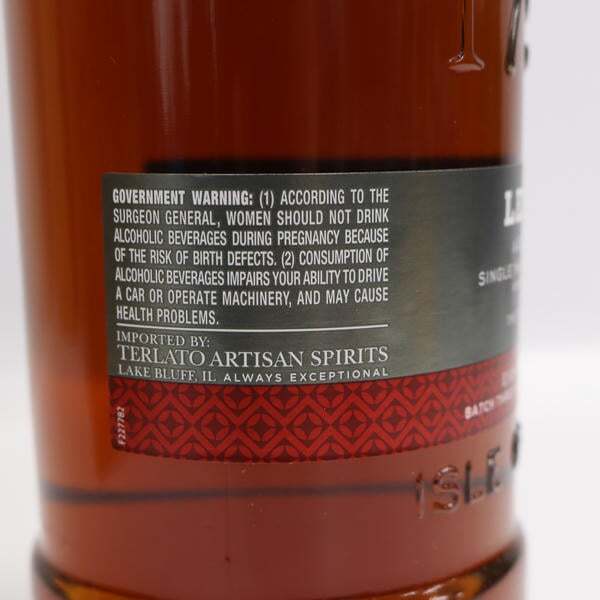 GOVERNMENT WARNING: (1) ACCORDING TO THE
SURGEON GENERAL, WOMEN SHOULD NOT DRINK
ALCOHOLIC BEVERAGES DURING PREGNANCY BECAUSE
OF THE RISK OF BIRTH DEFECTS. (2) CONSUMPTION OF
ALCOHOLIC BEVERAGES IMPAIRS YOUR ABILITY TO DRIVE
A CAR OR OPERATE MACHINERY, AND MAY CAUSE
HEALTH PROBLEMS.
IMPORTED BY:
TERLATO ARTISAN SPIRITS
LAKE BLUFF, IL ALWAYS EXCEPTIONAL
F227782
SINGLE
BATCH
ISLE